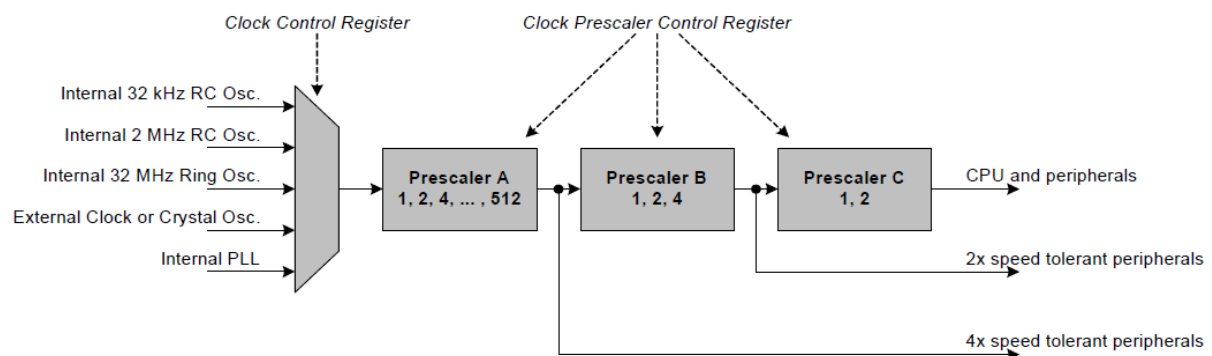 Clock Control Register
Clock Prescaler Control Register
Internal 32 kHz RC Osc.
Internal 2 MHz RC Osc.
Internal 32 MHz Ring Osc.
External Clock or Crystal Osc.
Internal PLL
Prescaler A
1, 2, 4, ... , 512
Prescaler B
1, 2, 4
Prescaler C
1, 2
CPU and peripherals
2x speed tolerant peripherals
4x speed tolerant peripherals